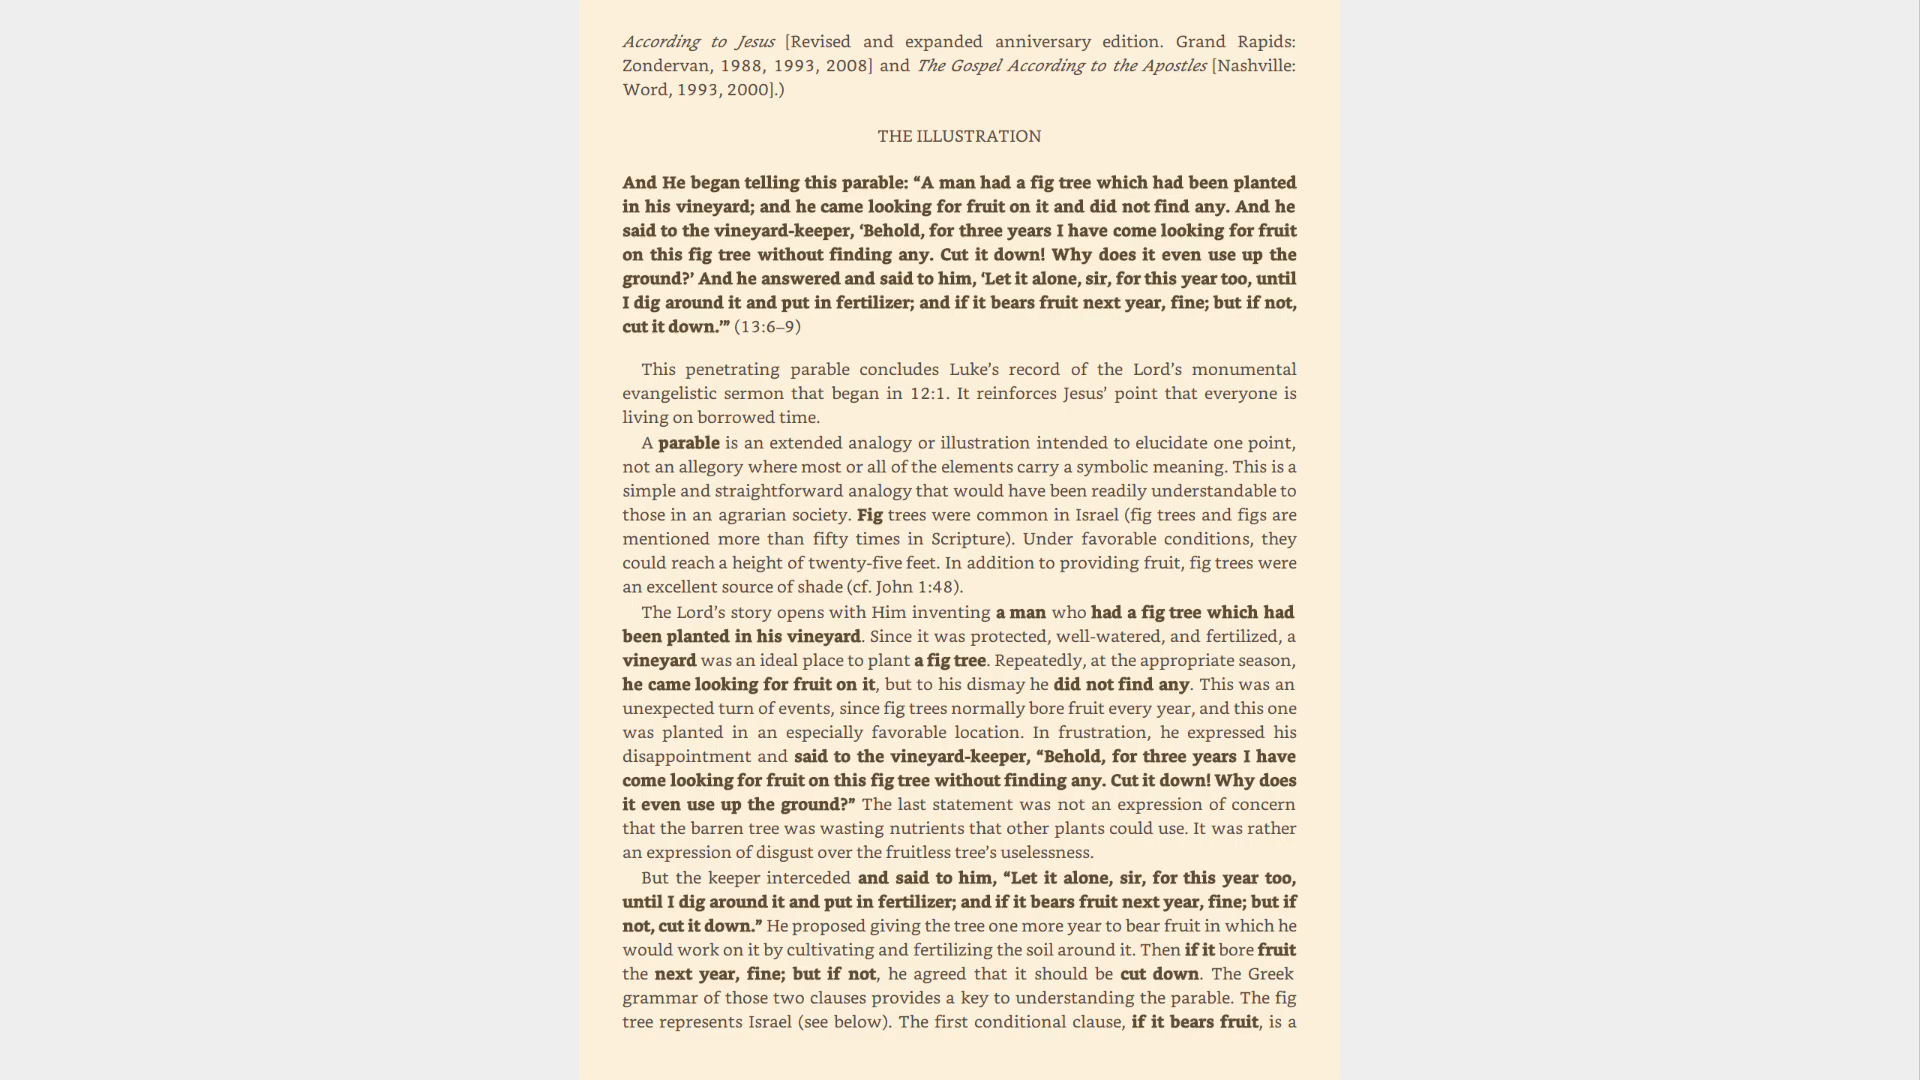 According to Jesus [Revised and expanded anniversary edition. Grand Rapids:
Zondervan, 1988, 1993, 2008] and The Gospel According to the Apostles [Nashville:
Word, 1993, 2000].)
THE ILLUSTRATION
And He began telling this parable: “A man had a fig tree which had been planted
in his vineyard; and he came looking for fruit on it and did not find any. And he
said to the vineyard-keeper, ‘Behold, for three years I have come looking for fruit
on this fig tree without finding any. Cut it down! Why does it even use up the
ground?’ And he answered and said to him, ‘Let it alone, sir, for this year too, until
I dig around it and put in fertilizer; and if it bears fruit next year, fine; but if not,
cut it down.’” (13:6–9)
This penetrating parable concludes Luke’s record of the Lord’s monumental
evangelistic sermon that began in 12:1. It reinforces Jesus’ point that everyone is
living on borrowed time.
A parable is an extended analogy or illustration intended to elucidate one point,
not an allegory where most or all of the elements carry a symbolic meaning. This is a
simple and straightforward analogy that would have been readily understandable to
those in an agrarian society. Fig trees were common in Israel (fig trees and figs are
mentioned more than fifty times in Scripture). Under favorable conditions, they
could reach a height of twenty-five feet. In addition to providing fruit, fig trees were
an excellent source of shade (cf. John 1:48).
The Lord’s story opens with Him inventing a man who had a fig tree which had
been planted in his vineyard. Since it was protected, well-watered, and fertilized, a
vineyard was an ideal place to plant a fig tree. Repeatedly, at the appropriate season,
he came looking for fruit on it, but to his dismay he did not find any. This was an
unexpected turn of events, since fig trees normally bore fruit every year, and this one
was planted in an especially favorable location. In frustration, he expressed his
disappointment and said to the vineyard-keeper, “Behold, for three years I have
come looking for fruit on this fig tree without finding any. Cut it down! Why does
it even use up the ground?” The last statement was not an expression of concern
that the barren tree was wasting nutrients that other plants could use. It was rather
an expression of disgust over the fruitless tree’s uselessness.
But the keeper interceded and said to him, “Let it alone, sir, for this year too,
until I dig around it and put in fertilizer; and if it bears fruit next year, fine; but if
not, cut it down.” He proposed giving the tree one more year to bear fruit in which he
would work on it by cultivating and fertilizing the soil around it. Then if it bore fruit
the next year, fine; but if not, he agreed that it should be cut down. The Greek
grammar of those two clauses provides a key to understanding the parable. The fig
tree represents Israel (see below). The first conditional clause, if it bears fruit, is a